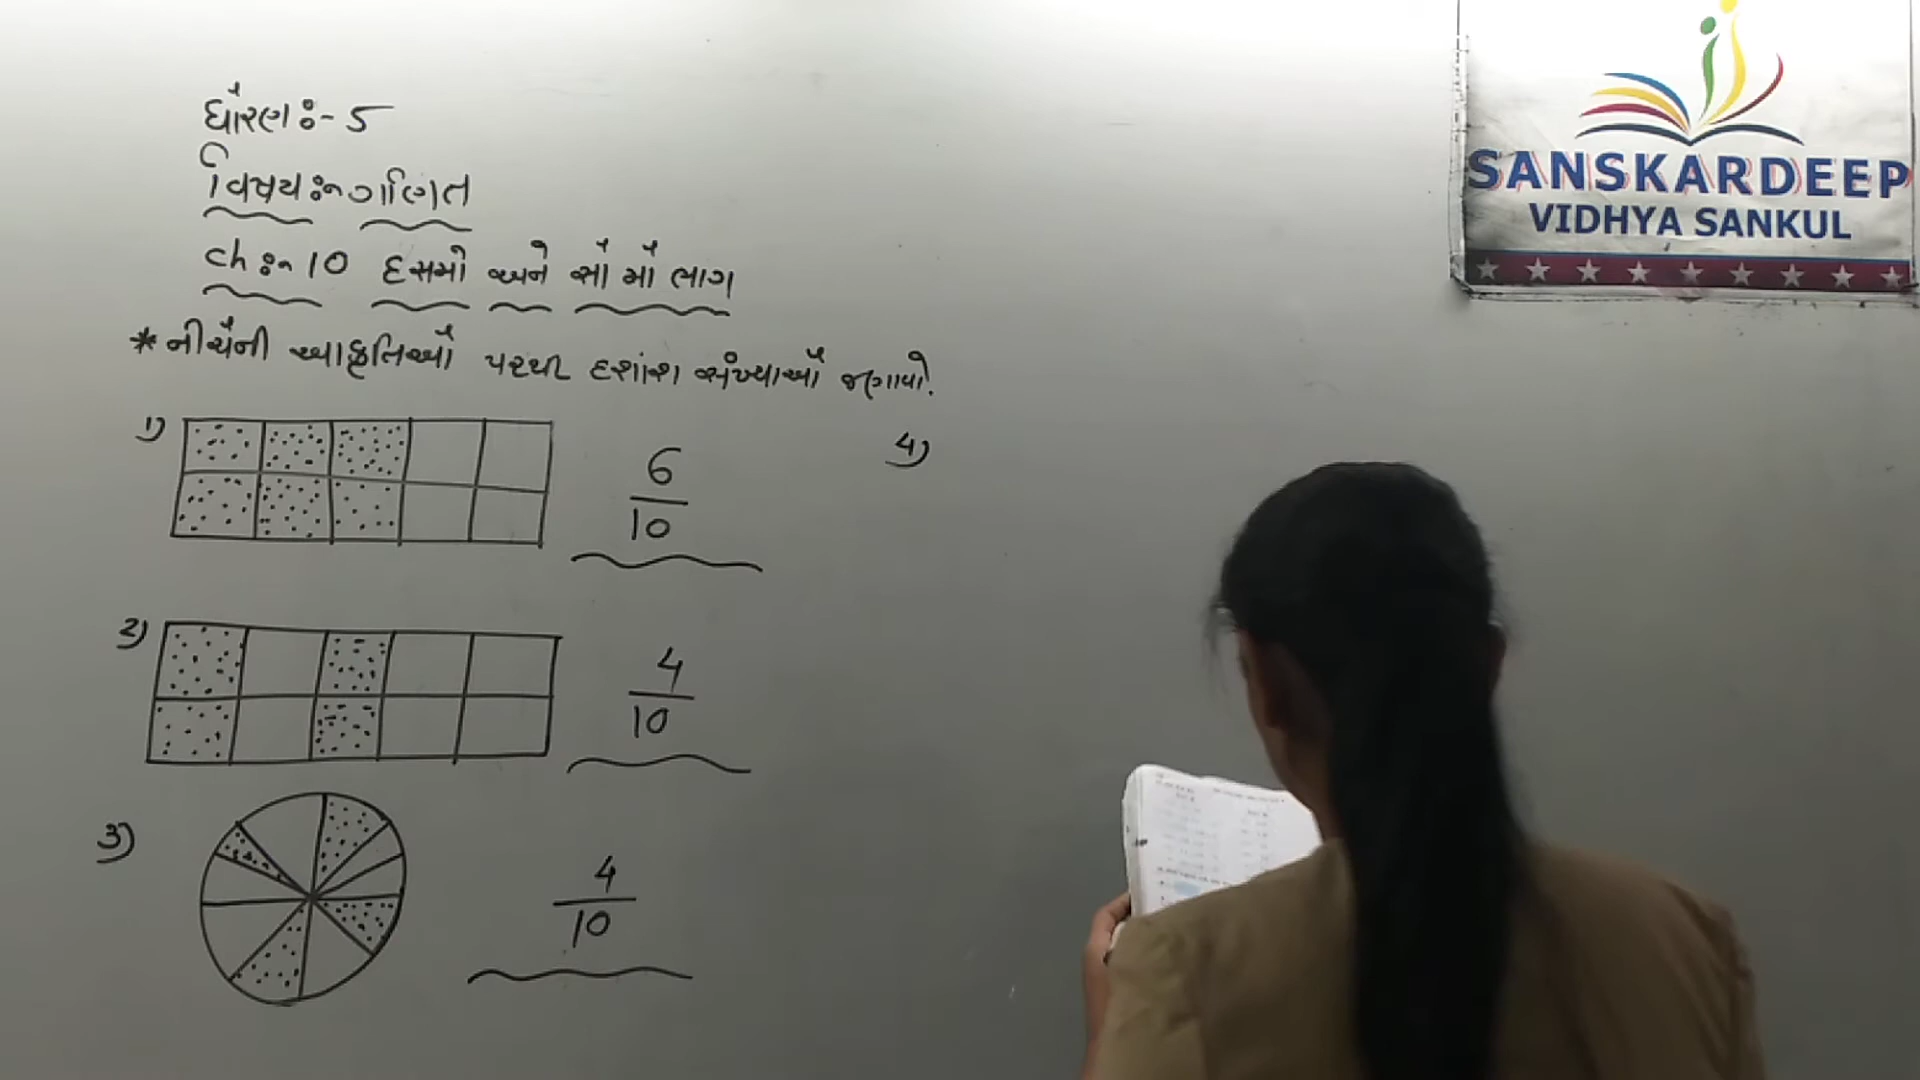 ધોરણ :- 5
વિષય :- ગણિત
ch :- 10 દસમો અને સો મો ભાગ
* નીચેની આકૃતિઓ પરથી દશાંશ સંખ્યાઓ જણાવો.
1)
6
10
2)
4
10
3)
4
10
4)
SANSKARDEEP
VIDHYA SANKUL